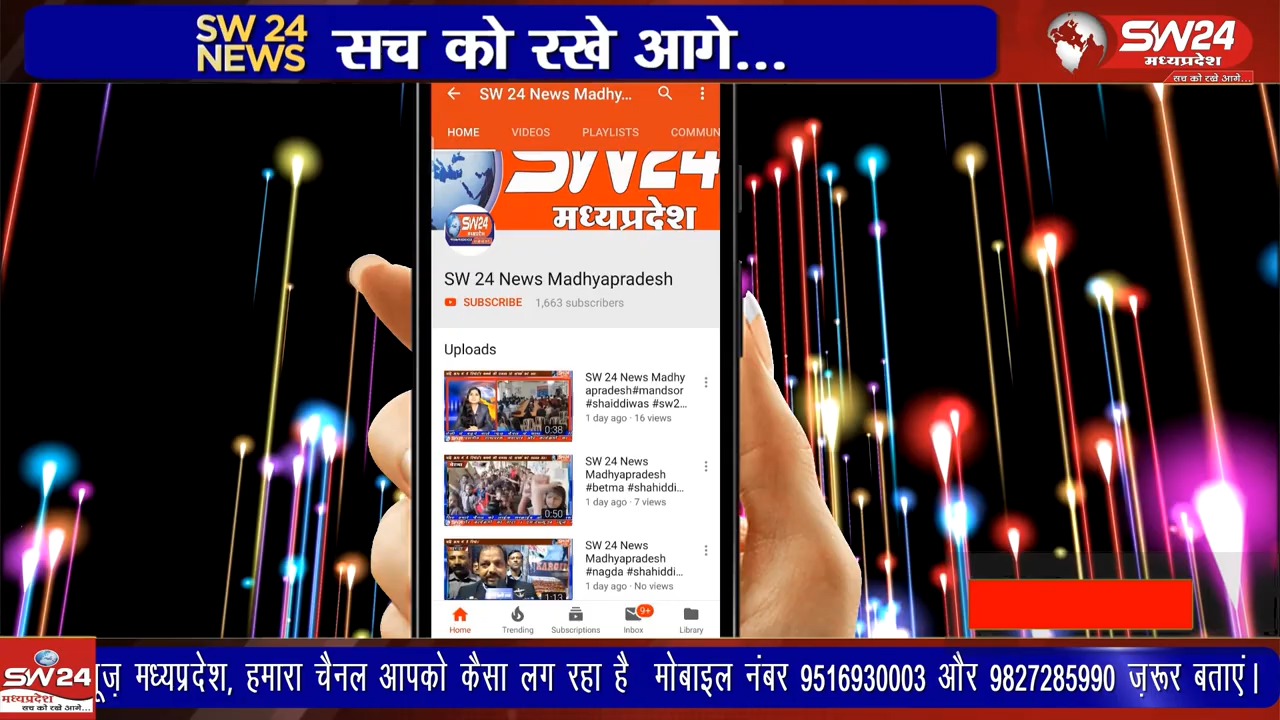 SW 24
NEWS
सच को रखे आगे...
SW24
मध्यप्रदेश
सच को रखे आगे...
SW 24 News Madhy...
HOME VIDEOS PLAYLISTS COMMUN
SW24
मध्यप्रदेश
SW24
SW 24 News Madhyapradesh
SUBSCRIBE 1,663 subscribers
Uploads
SW 24 News Madhy
apradesh#mandsor
#shaiddiwas #sw2...
1 day ago · 16 views
0:38
SW 24 News
Madhyapradesh
#betma #shahiddi...
1 day ago · 7 views
0:50
SW 24 News
Madhyapradesh
#nagda #shahiddi...
1 day ago · No views
1:13
9+
Home Trending Subscriptions Inbox Library
SW24
मध्यप्रदेश
सच को रखे आगे...
यूज़ मध्यप्रदेश, हमारा चैनल आपको कैसा लग रहा है मोबाइल नंबर 9516930003 और 9827285990 ज़रूर बताएं।